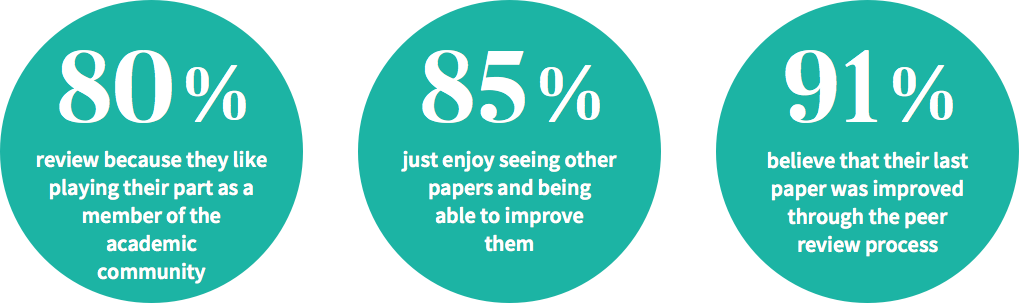 80%
review because they like
playing their part as a
member of the
academic
community
85%
just enjoy seeing other
papers and being
able to improve
them
91%
believe that their last
paper was improved
through the peer
review process